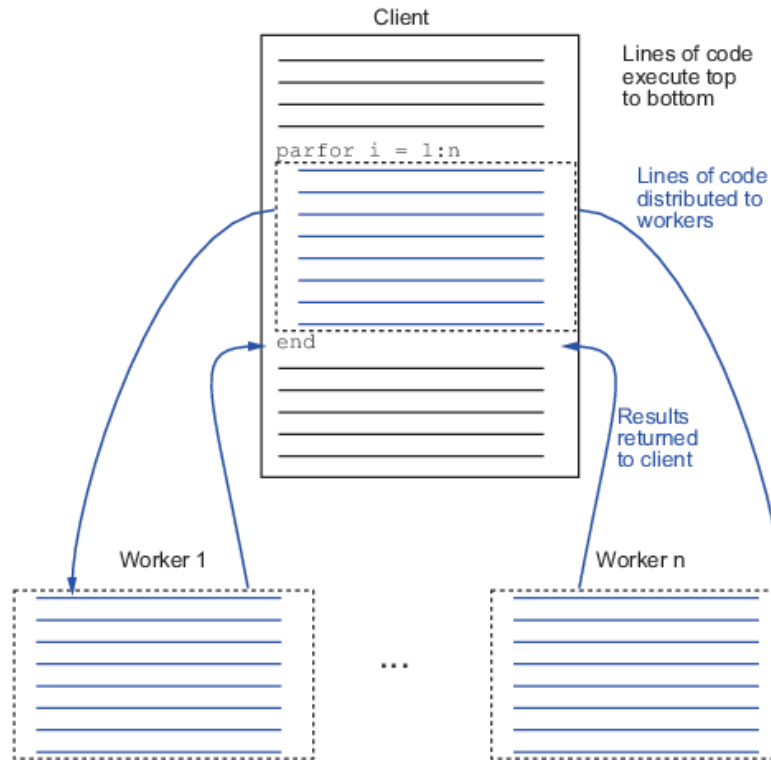 Client
Lines of code
execute top
to bottom
parfor i = 1:n
Lines of code
distributed to
workers
end
Results
returned
to client
Worker 1
Worker n
...